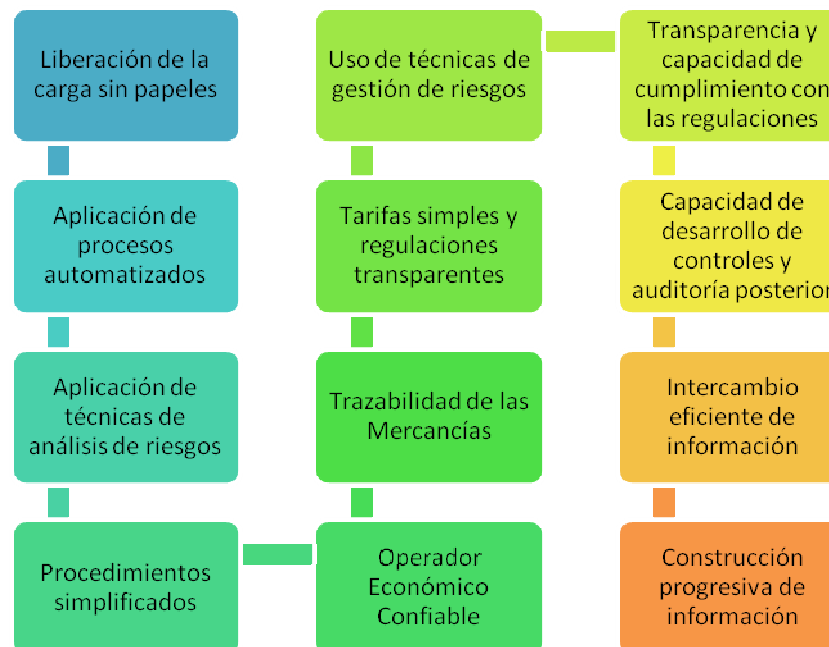 Liberación de la
carga sin papeles
Aplicación de
procesos
automatizados
Aplicación de
técnicas de
análisis de riesgos
Procedimientos
simplificados
Operador
Económico
Confiable
Trazabilidad de las
Mercancías
Tarifas simples y
regulaciones
transparentes
Uso de técnicas de
gestión de riesgos
Transparencia y
capacidad de
cumplimiento con
las regulaciones
Capacidad de
desarrollo de
controles y
auditoría posterior
Intercambio
eficiente de
información
Construcción
progresiva de
información